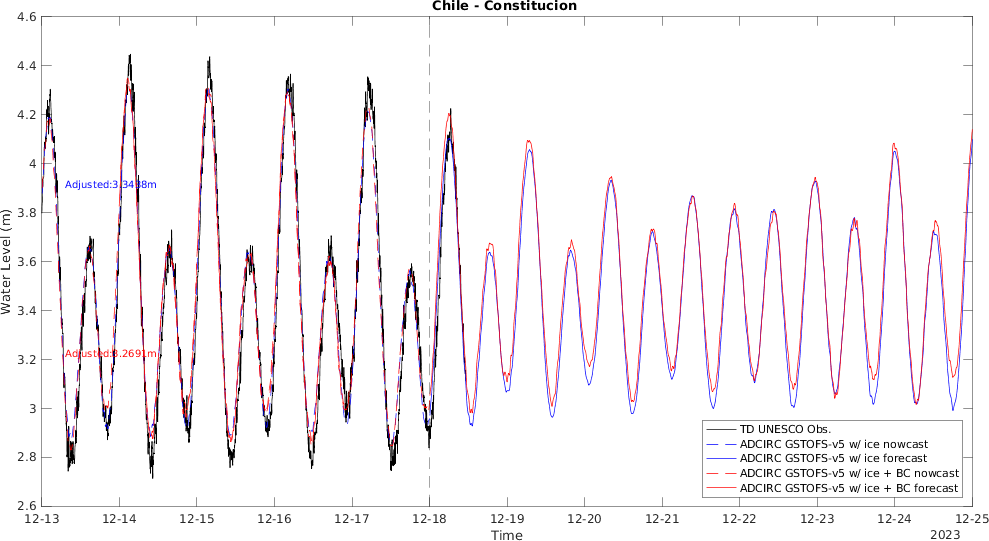 Chile - Constitucion
4.6
4.4
4.2
4
3.8
3.6
3.4
3.2
3
2.8
2.6
Water Level (m)
Adjusted:3.3488m
Adjusted:3.2691m
TD UNESCO Obs.
ADCIRC GSTOFS-v5 w/ ice nowcast
ADCIRC GSTOFS-v5 w/ ice forecast
ADCIRC GSTOFS-v5 w/ ice + BC nowcast
ADCIRC GSTOFS-v5 w/ ice + BC forecast
12-13 12-14 12-15 12-16 12-17 12-18 12-19 12-20 12-21 12-22 12-23 12-24 12-25
Time
2023